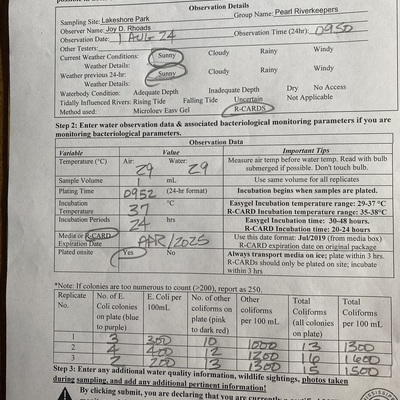 Observation Details
Sampling Site: Lakeshore Park Group Name: Pearl Riverkeepers
Observer Name: Joy D. Rhoads
Observation Date: 1 AUG 24 Observation Time (24hr): 0950
Other Testers:
Current Weather Conditions: Sunny Cloudy Rainy Windy
Weather Details:
Weather previous 24-hr: Sunny Cloudy Rainy Windy
Weather Details:
Waterbody Condition: Adequate Depth Inadequate Depth Dry No Access
Tidally Influenced Rivers: Rising Tide Falling Tide Uncertain Not Applicable
Method used: Micrology Easy Gel R-CARDS
Step 2: Enter water observation data & associated bacteriological monitoring parameters if you are
monitoring bacteriological parameters.
Observation Data
Variable Variable Important Tips
Temperature (°C) Air: 29 Water: 29 Measure air temp before water temp. Read with bulb
submerged if possible. Don't touch bulb.
Sample Volume 1 mL Use same volume for all replicates
Plating Time 0952 (24-hr format) Incubation begins when samples are plated.
Incubation
Temperature 37 °C Easygel Incubation temperature range: 29-37 °C
R-CARD Incubation temperature range: 35-38°C
Incubation Periods 24 hrs Easygel Incubation time: 30-48 hours.
R-CARD Incubation time: 20-24 hours
Media or R-CARD
Expiration Date APR/2025 Use this date format: Jul/2019 (from media box)
R-CARD expiration date on original package
Plated onsite Yes No Always transport media on ice; plate within 3 hrs.
R-CARDs should only be plated on site; incubate
within 3 hrs
*Note: If colonies are too numerous to count (>200), report as 250.
Replicate
No. No. of E.
Coli colonies
on plate (blue
to purple) E. Coli per
100mL No. of other
coliforms on
plate (pink
to dark red) Other
coliforms
per 100 mL Total
Coliforms
(all colonies
on plate) Total
Coliforms
per 100 mL
1 3 300 10 1000 13 1300
2 4 400 12 1200 16 1600
3 2 200 13 1300 15 1500
Step 3: Enter any additional water quality information, wildlife sightings, photos taken
during sampling, and add any additional pertinent information!
By clicking submit, you are declaring that you are currently a